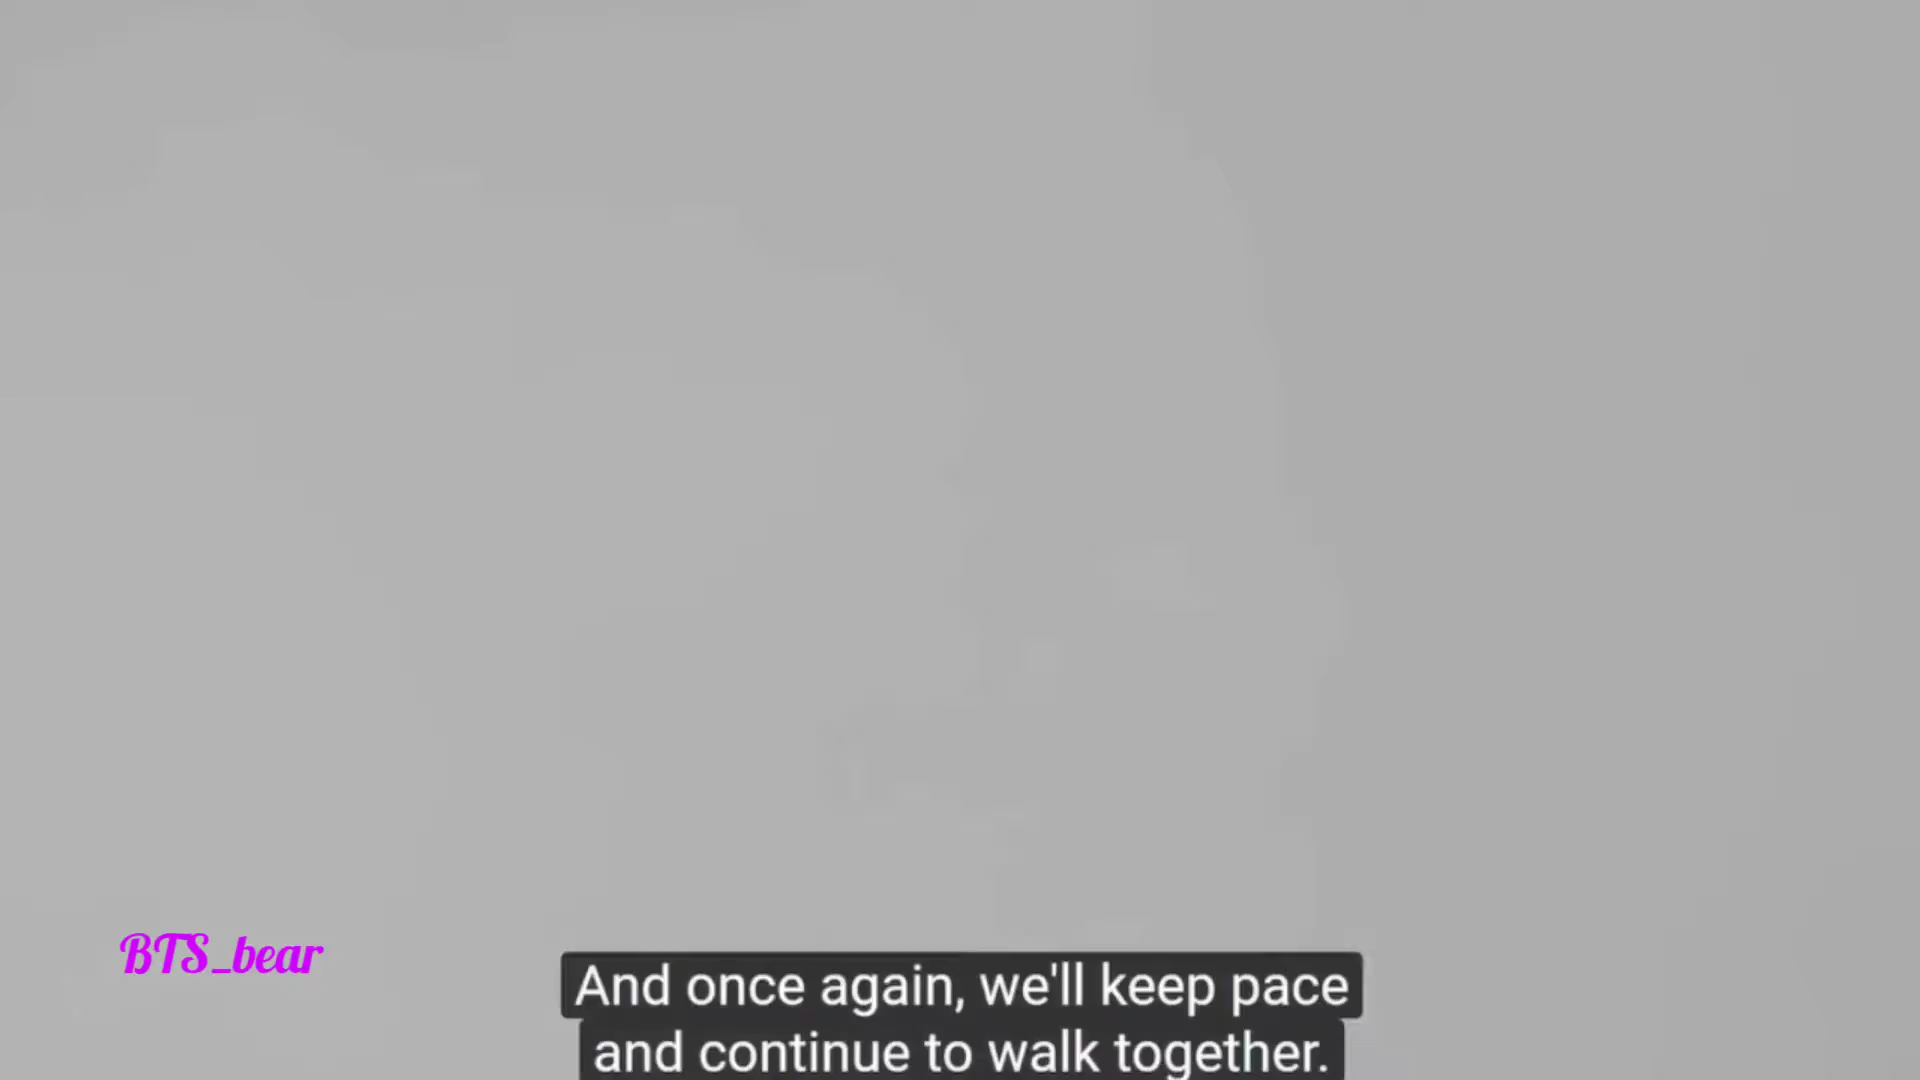 BTS_bear
And once again, we'll keep pace
and continue to walk together.